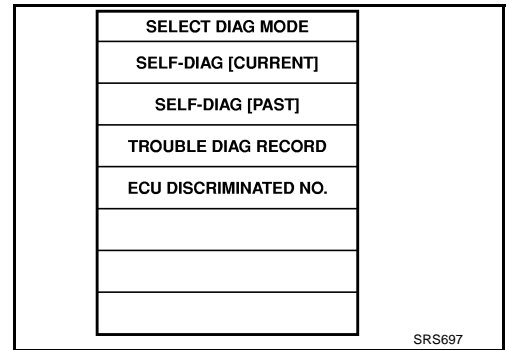 SELECT DIAG MODE
SELF-DIAG [CURRENT]
SELF-DIAG [PAST]
TROUBLE DIAG RECORD
ECU DISCRIMINATED NO.
SRS697